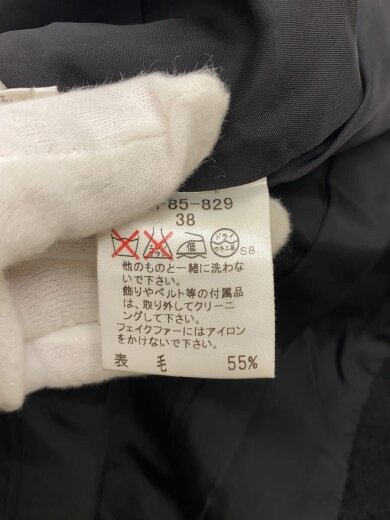 -85-829
38
低 ドライ セキユ系 S8
他のものと一緒に洗わな
いで下さい。
飾りやベルト等の付属品
は、取り外してクリーニ
ングして下さい。
フェイクファーにはアイロン
をかけないで下さい。
表 毛 55%